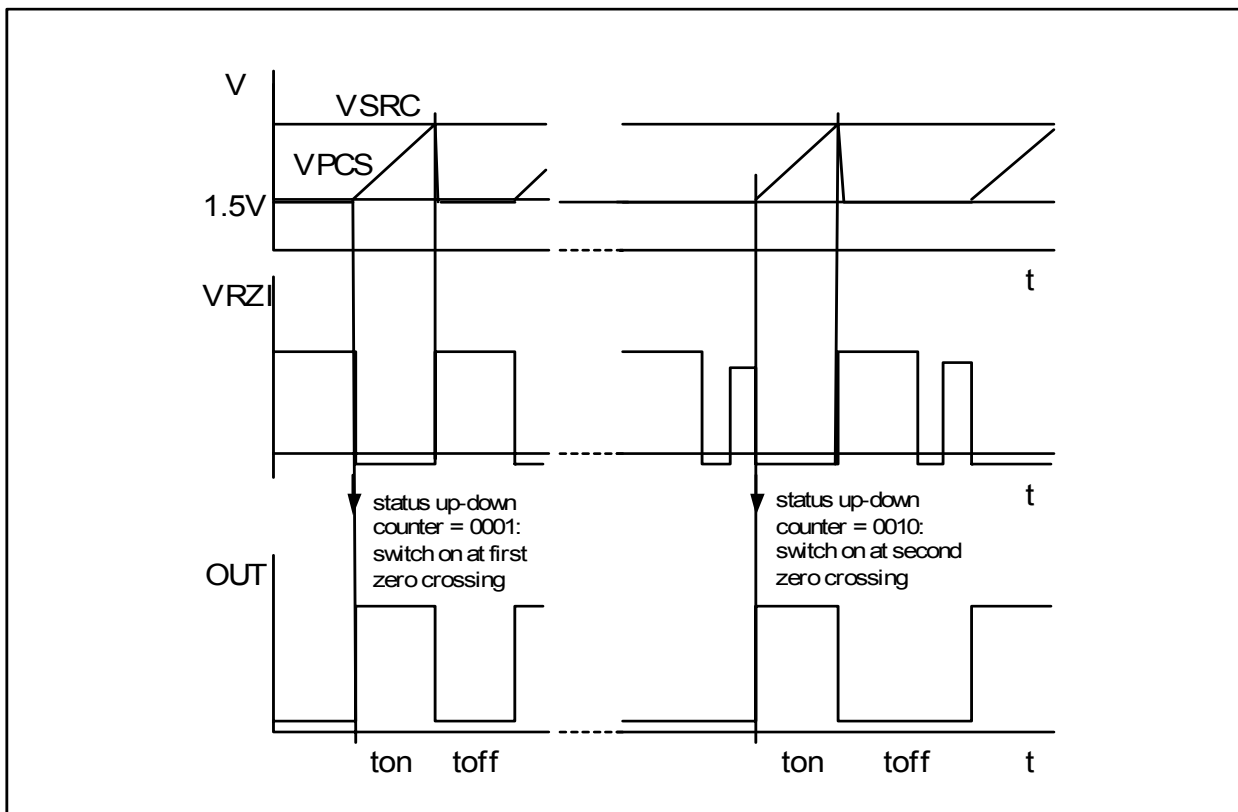 V
VSRC
VPCS
1.5V
t
VRZI
t
status up-down
counter = 0001:
switch on at first
zero crossing
status up-down
counter = 0010:
switch on at second
zero crossing
OUT
ton
toff
ton
toff
t